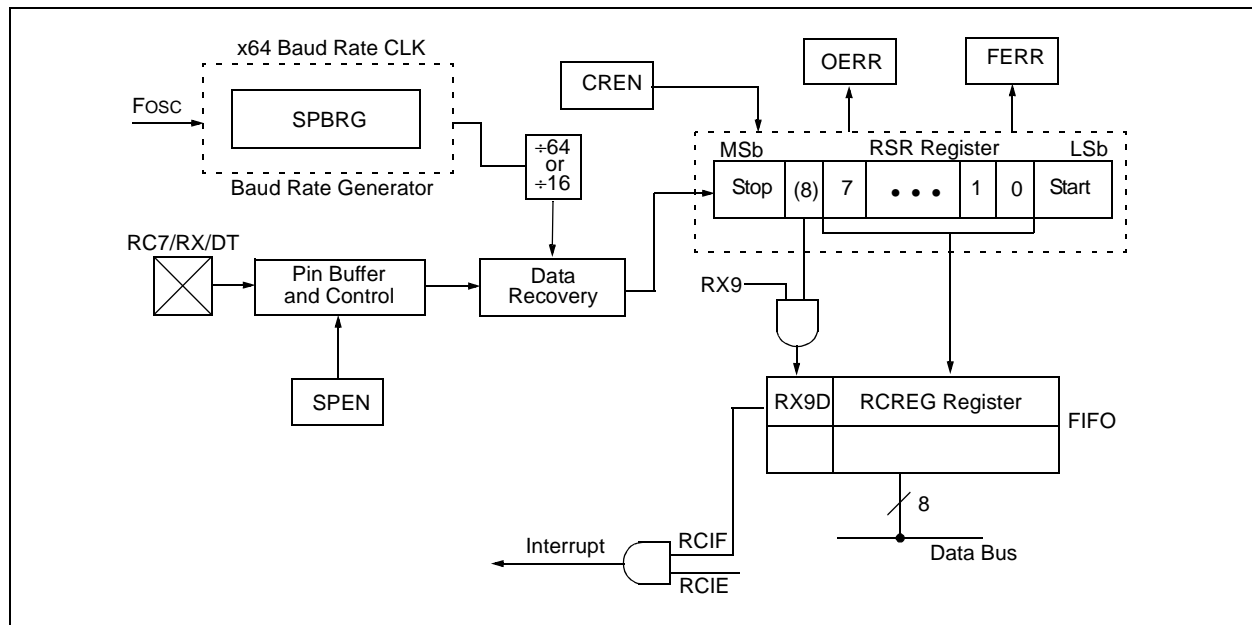 x64 Baud Rate CLK
FOSC
SPBRG
Baud Rate Generator
÷64
or
÷16
CREN
OERR
FERR
MSb
RSR Register
LSb
Stop
(8)
7
• • •
1
0
Start
RC7/RX/DT
Pin Buffer
and Control
Data
Recovery
SPEN
RX9
RX9D
RCREG Register
FIFO
8
Data Bus
Interrupt
RCIF
RCIE